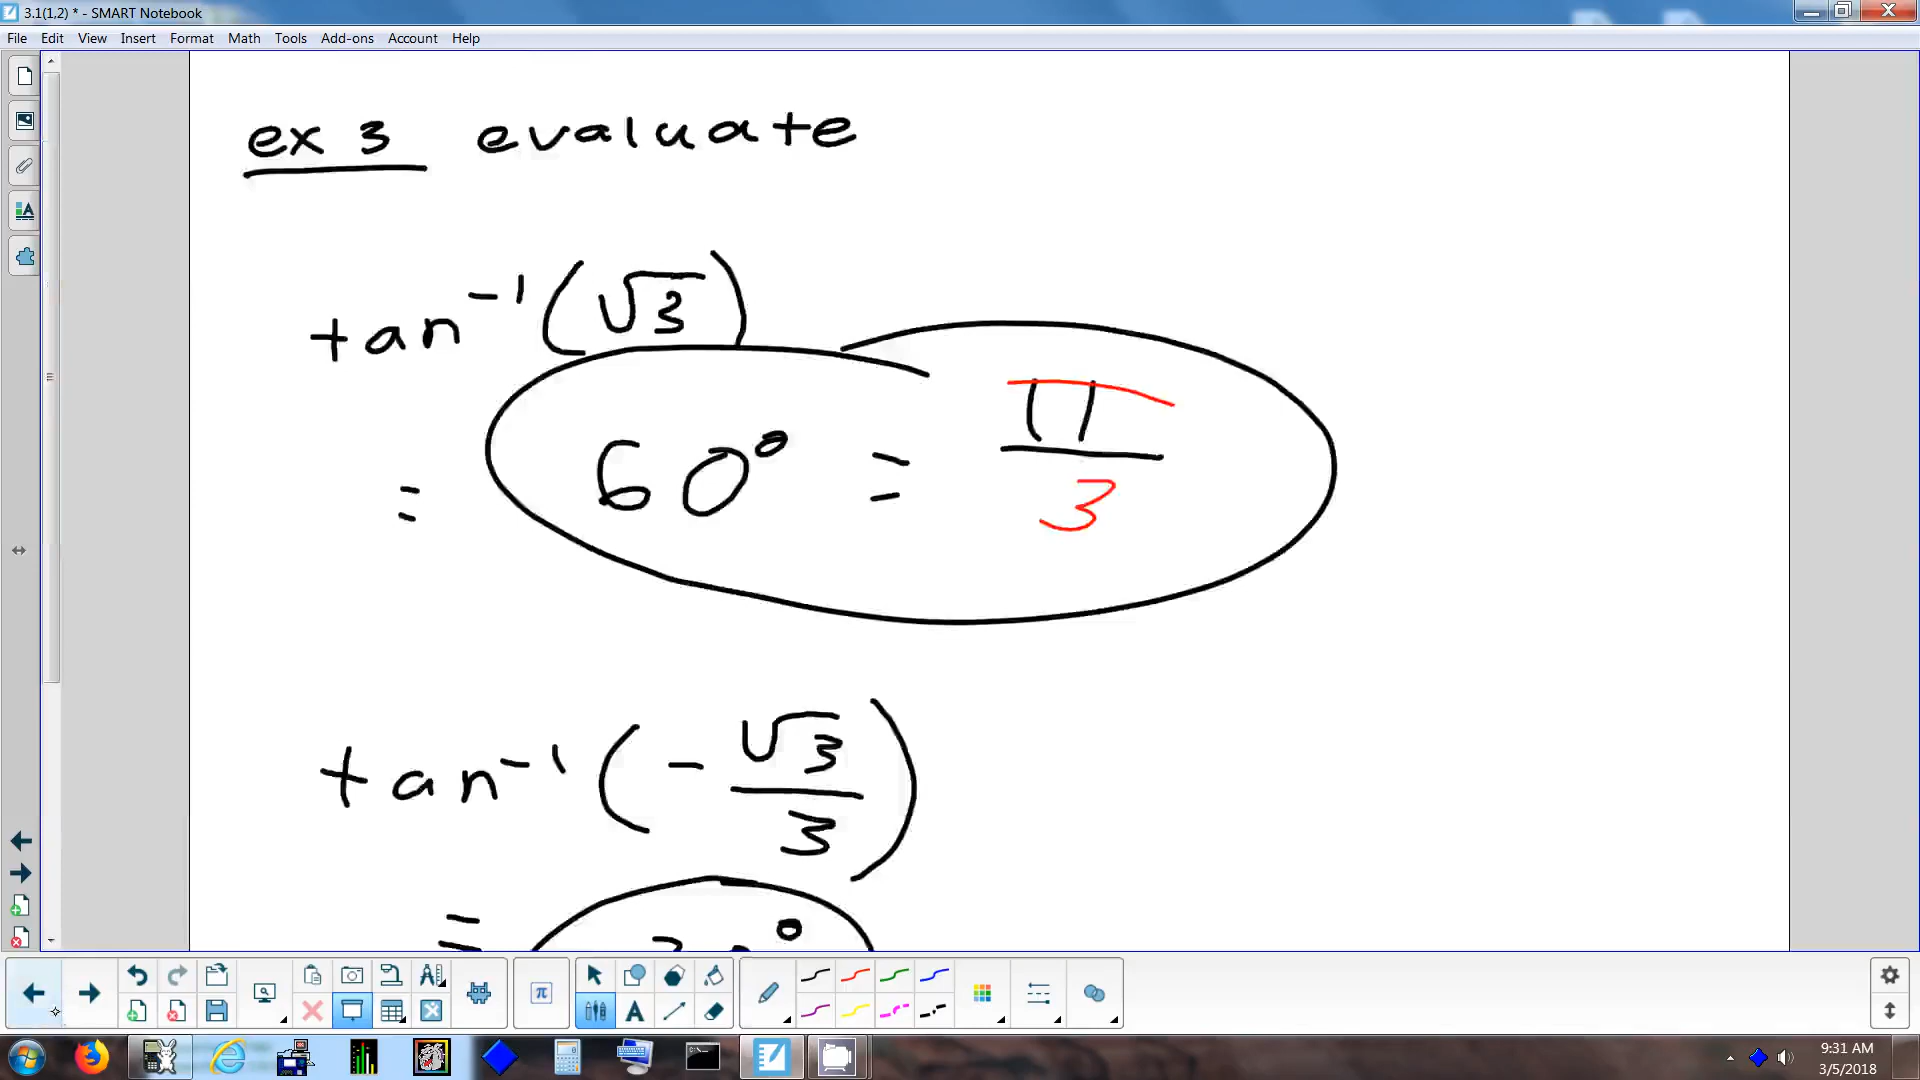 3.1(1,2) * - SMART Notebook
File Edit View Insert Format Math Tools Add-ons Account Help
ex 3 evaluate
tan⁻¹(√3)
= 60° = π/3
tan⁻¹(-√3/3)
=
π
A
9:31 AM
3/5/2018